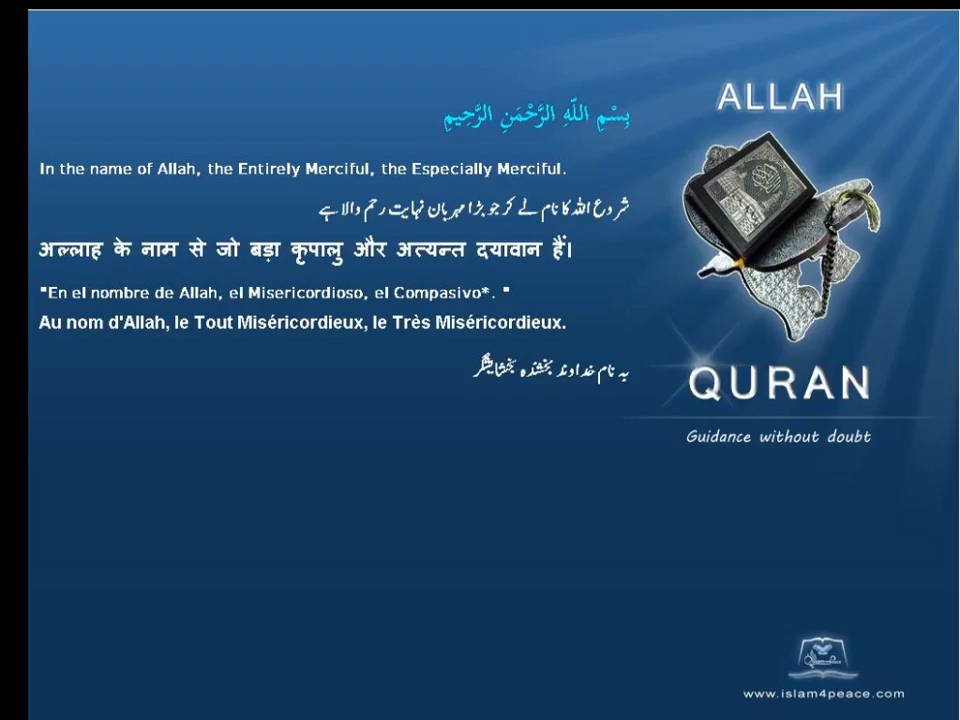 بِسْمِ اللَّهِ الرَّحْمَنِ الرَّحِيمِ
In the name of Allah, the Entirely Merciful, the Especially Merciful.
شروع اللہ کا نام لے کر جو بڑا مہربان نہایت رحم والا ہے
अल्लाह के नाम से जो बड़ा कृपालु और अत्यन्त दयावान हैं।
"En el nombre de Allah, el Misericordioso, el Compasivo*. "
Au nom d'Allah, le Tout Miséricordieux, le Très Miséricordieux.
به نام خداوند بخشنده بخشایشگر
ALLAH
QURAN
Guidance without doubt
www.islam4peace.com